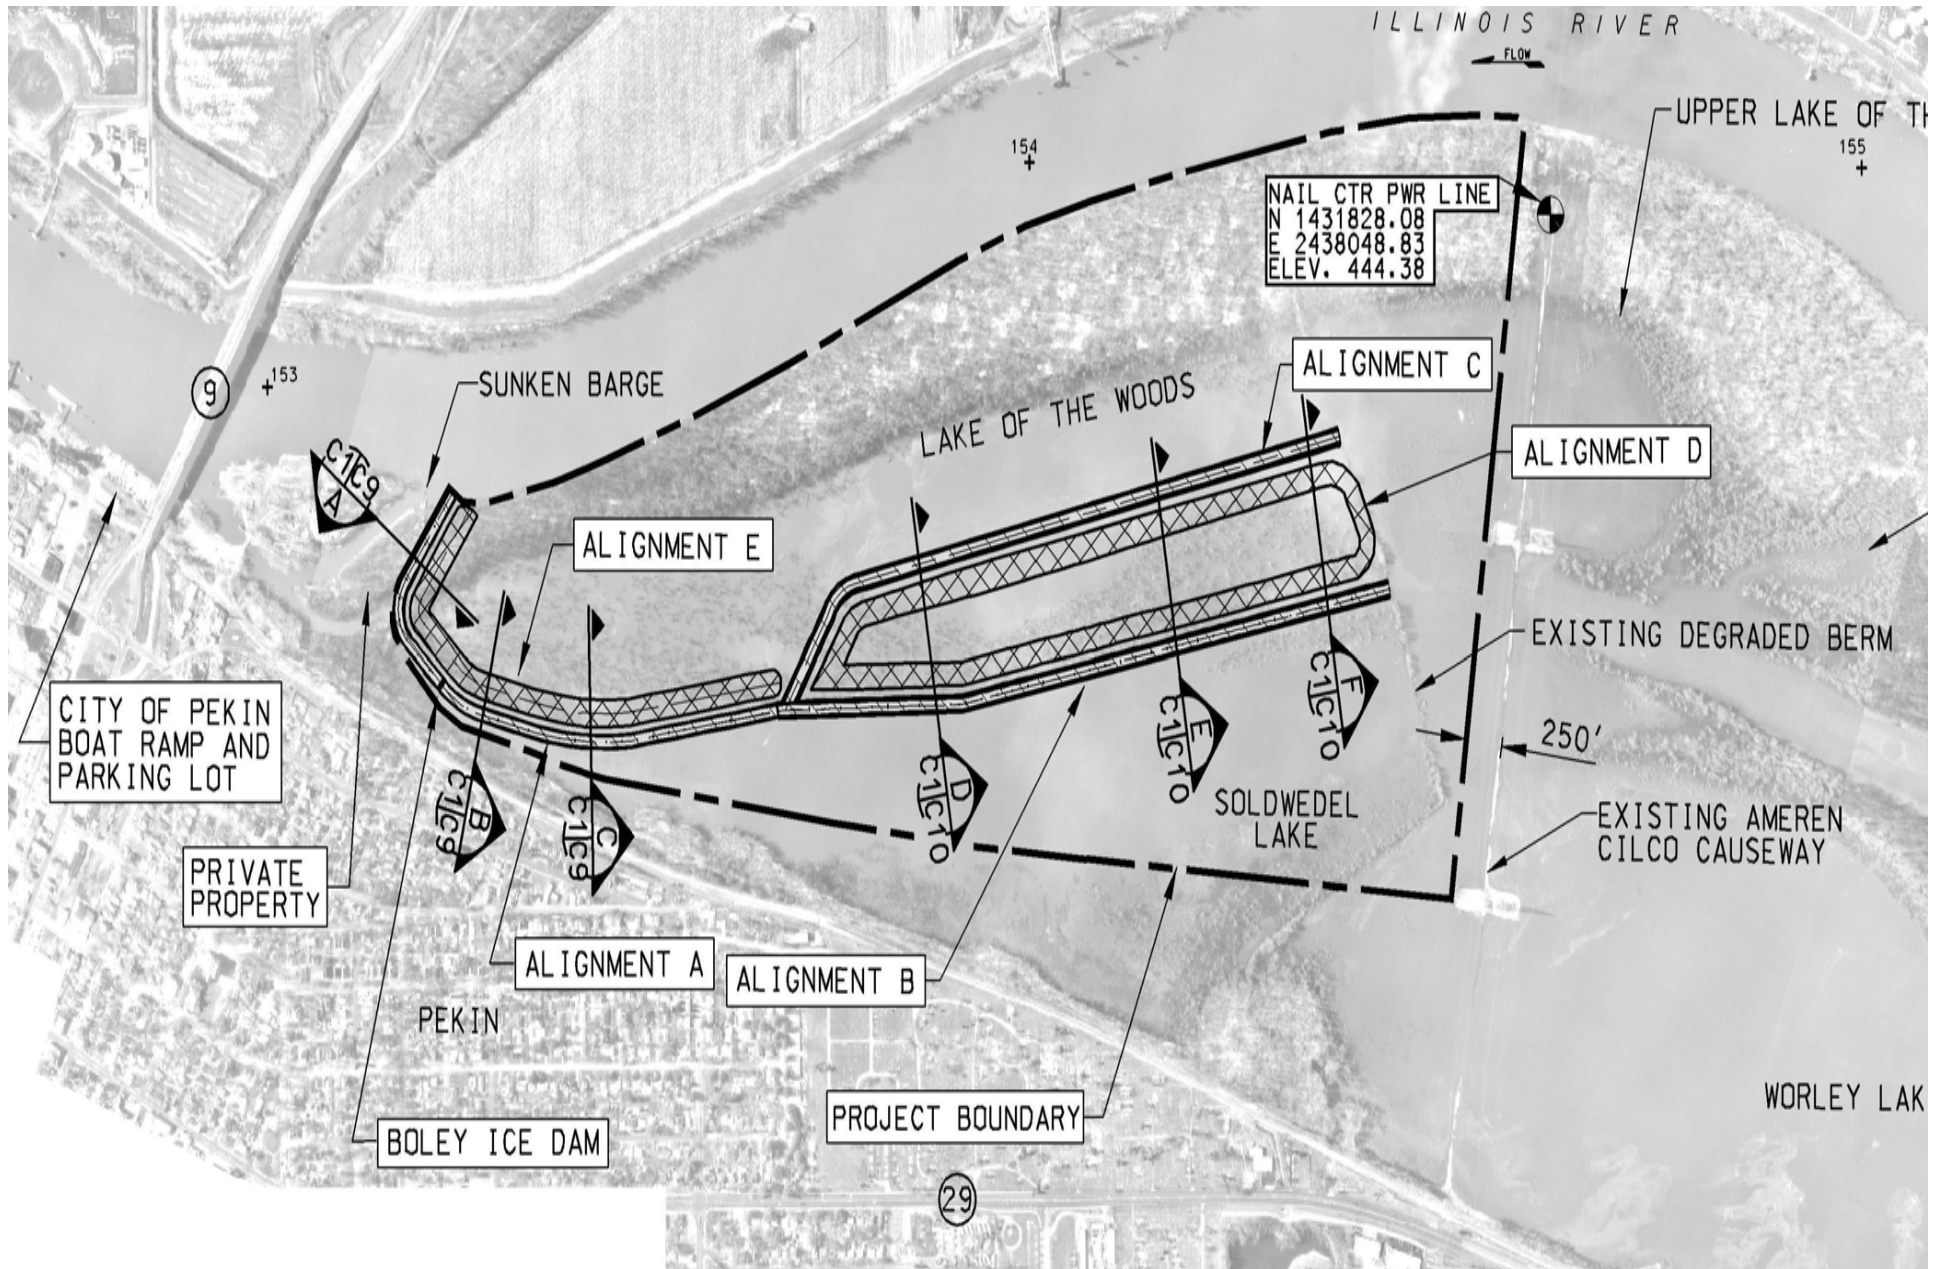 ILLINOIS RIVER
FLOW
UPPER LAKE OF TH
154
155
NAIL CTR PWR LINE
N 1431828.08
E 2438048.83
ELEV. 444.38
9
153
SUNKEN BARGE
ALIGNMENT C
LAKE OF THE WOODS
ALIGNMENT D
C1 C9
A
ALIGNMENT E
EXISTING DEGRADED BERM
CITY OF PEKIN
BOAT RAMP AND
PARKING LOT
F
C1 C10
E
C1 C10
250'
D
C1 C10
B
C1 C9
C
C1 C9
SOLDWEDEL
LAKE
EXISTING AMEREN
CILCO CAUSEWAY
PRIVATE
PROPERTY
ALIGNMENT A
ALIGNMENT B
PEKIN
PROJECT BOUNDARY
WORLEY LAK
BOLEY ICE DAM
29